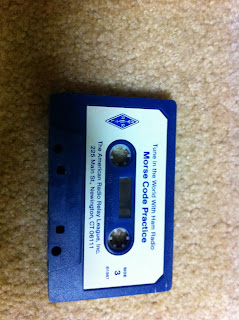 Tune in the World With Ham Radio
Morse Code Practice
SIDE
3
The American Radio Relay League, Inc.
225 Main St., Newington, CT 06111